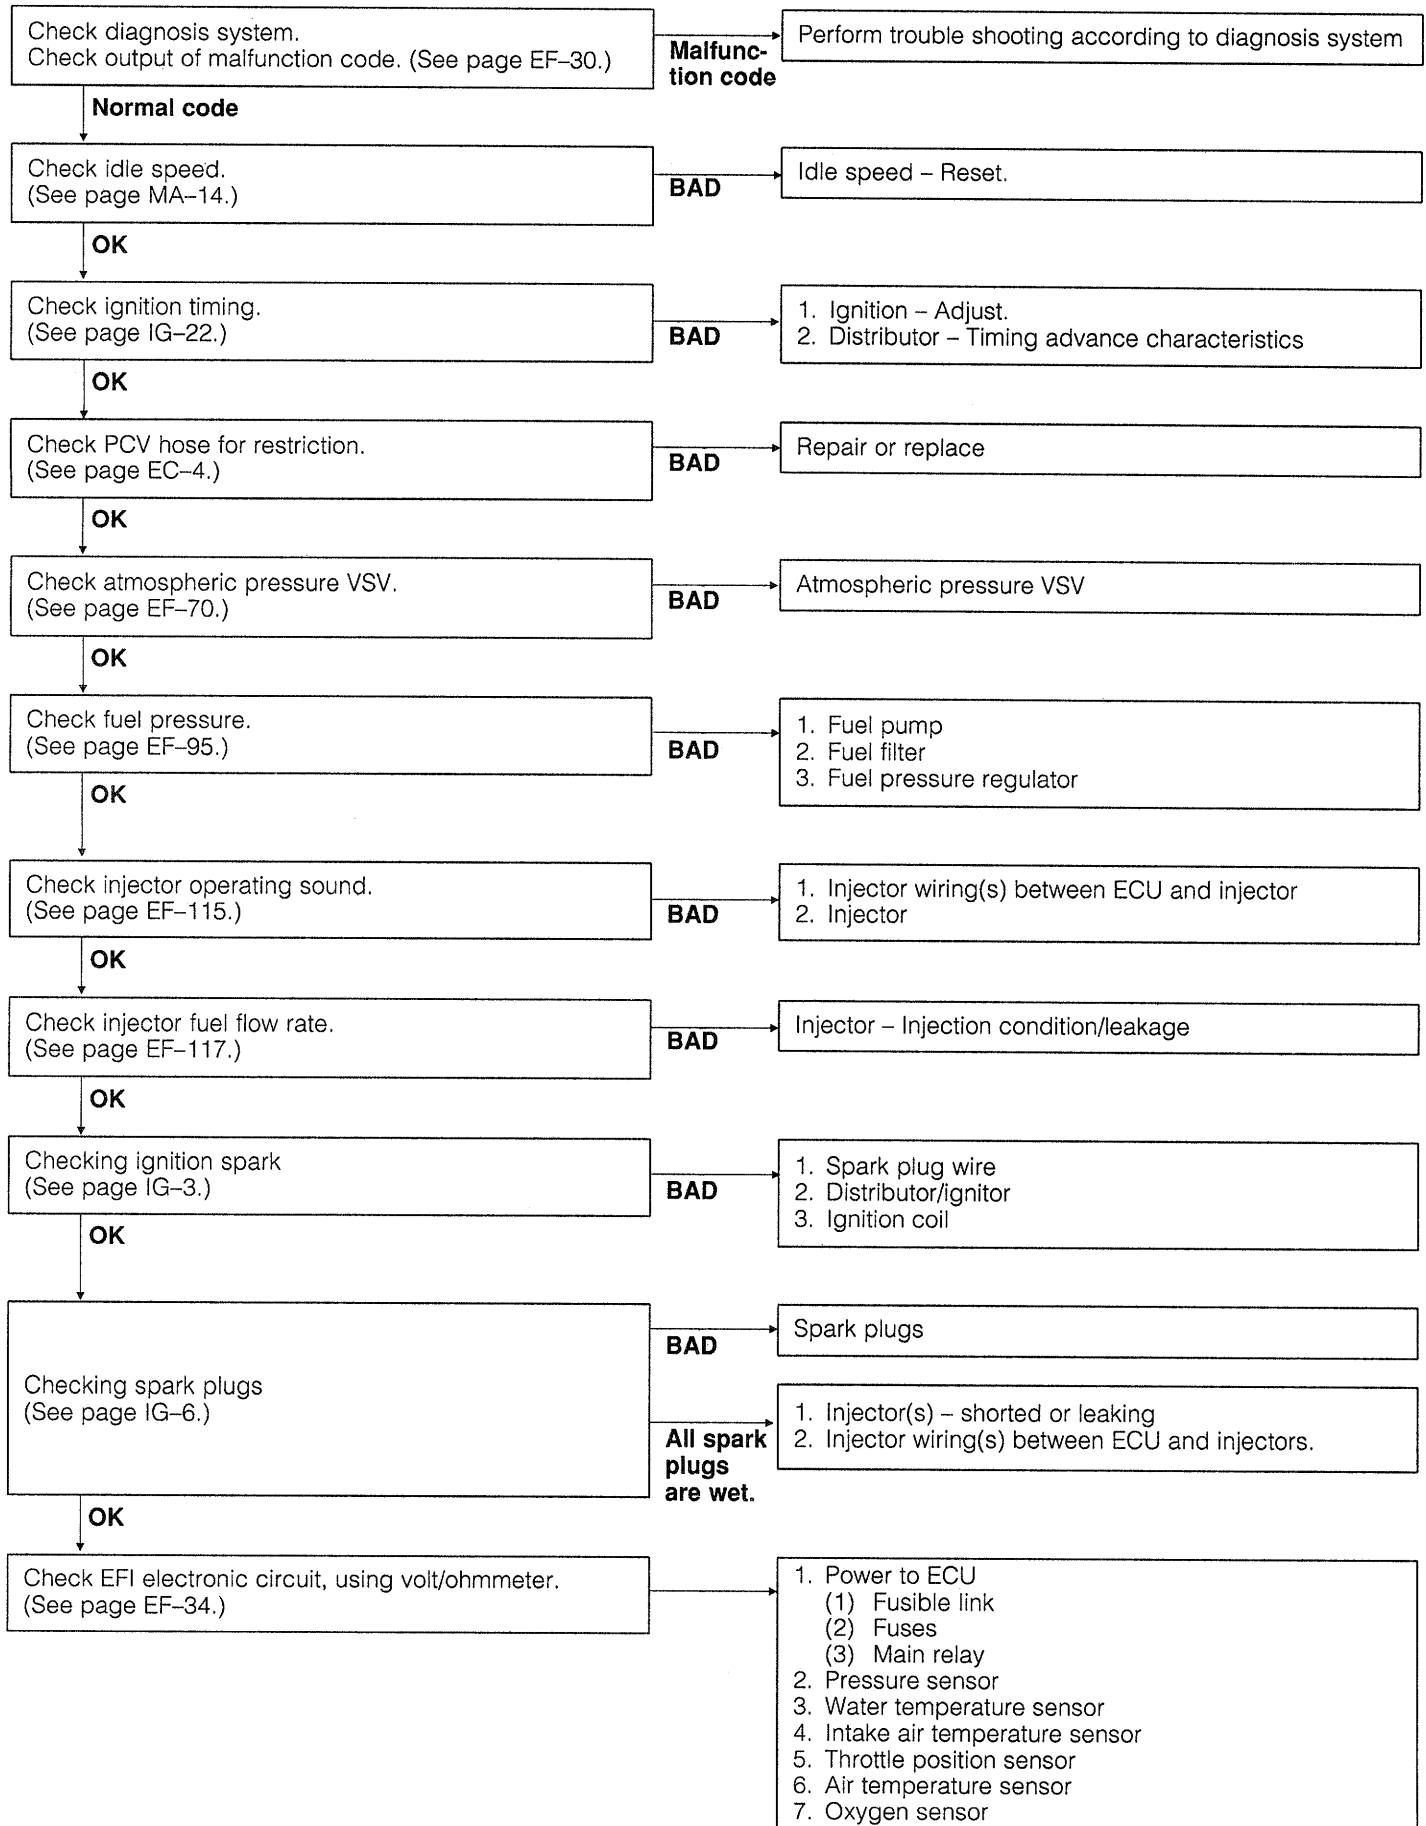 Check diagnosis system.
Check output of malfunction code. (See page EF–30.)
Malfunc-
tion code
Perform trouble shooting according to diagnosis system
Normal code
Check idle speed.
(See page MA–14.)
BAD
Idle speed – Reset.
OK
Check ignition timing.
(See page IG–22.)
BAD
1. Ignition – Adjust.
2. Distributor – Timing advance characteristics
OK
Check PCV hose for restriction.
(See page EC–4.)
BAD
Repair or replace
OK
Check atmospheric pressure VSV.
(See page EF–70.)
BAD
Atmospheric pressure VSV
OK
Check fuel pressure.
(See page EF–95.)
BAD
1. Fuel pump
2. Fuel filter
3. Fuel pressure regulator
OK
Check injector operating sound.
(See page EF–115.)
BAD
1. Injector wiring(s) between ECU and injector
2. Injector
OK
Check injector fuel flow rate.
(See page EF–117.)
BAD
Injector – Injection condition/leakage
OK
Checking ignition spark
(See page IG–3.)
BAD
1. Spark plug wire
2. Distributor/ignitor
3. Ignition coil
OK
Checking spark plugs
(See page IG–6.)
BAD
Spark plugs
All spark
plugs
are wet.
1. Injector(s) – shorted or leaking
2. Injector wiring(s) between ECU and injectors.
OK
Check EFI electronic circuit, using volt/ohmmeter.
(See page EF–34.)
1. Power to ECU
(1) Fusible link
(2) Fuses
(3) Main relay
2. Pressure sensor
3. Water temperature sensor
4. Intake air temperature sensor
5. Throttle position sensor
6. Air temperature sensor
7. Oxygen sensor